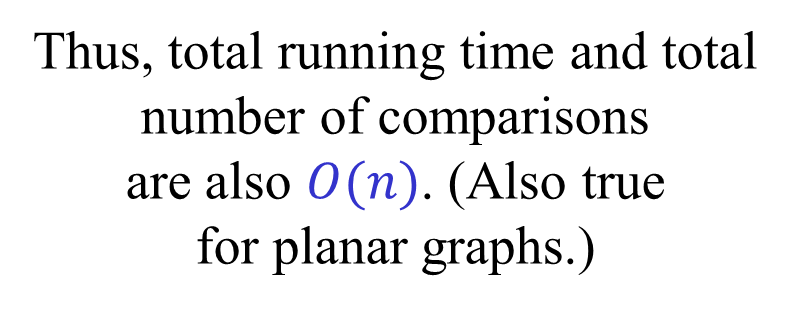 Thus, total running time and total
number of comparisons
are also O(n). (Also true
for planar graphs.)